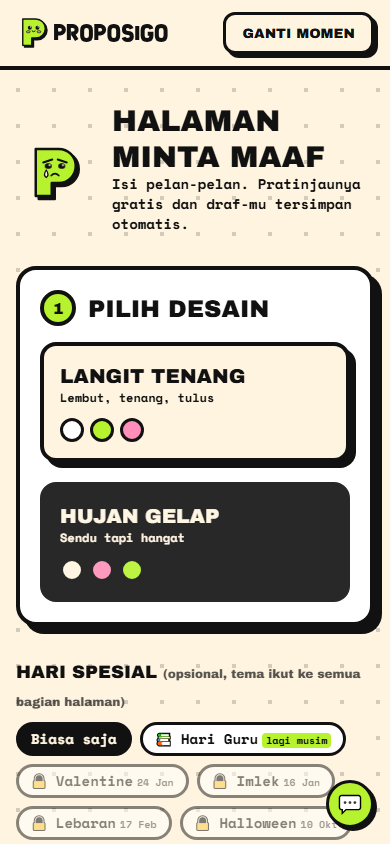 PROPOSIGO
GANTI MOMEN
HALAMAN
MINTA MAAF
Isi pelan-pelan. Pratinjaunya
gratis dan draf-mu tersimpan
otomatis.
1 PILIH DESAIN
LANGIT TENANG
Lembut, tenang, tulus
HUJAN GELAP
Sendu tapi hangat
HARI SPESIAL (opsional, tema ikut ke semua
bagian halaman)
Biasa saja
Hari Guru lagi musim
Valentine 24 Jan
Imlek 16 Jan
Lebaran 17 Feb
Halloween 10 Okt